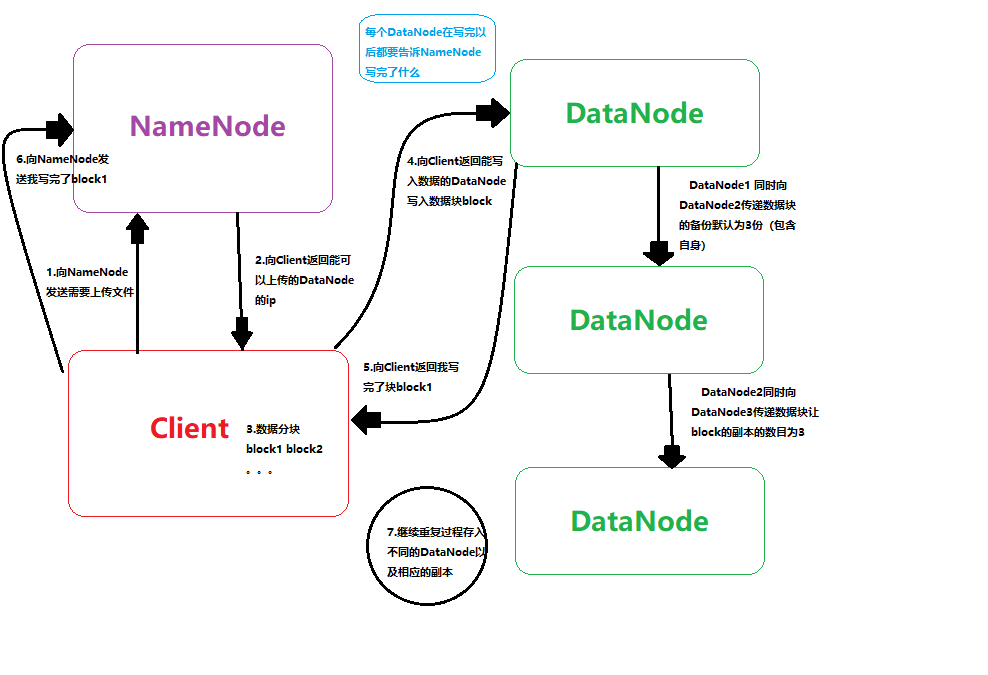 每个DataNode在写完以
后都要告诉NameNode
写完了什么
NameNode
DataNode
6.向NameNode发
送我写完了block1
4.向Client返回能写
入数据的DataNode
写入数据块block
DataNode1 同时向
DataNode2传递数据块
的备份默认为3份（包含
自身）
1.向NameNode
发送需要上传文件
2.向Client返回能可
以上传的DataNode
的ip
DataNode
5.向Client返回我写
完了块block1
Client
3.数据分块
block1 block2
。。。
DataNode2同时向
DataNode3传递数据块让
block的副本的数目为3
DataNode
7.继续重复过程存入
不同的DataNode以
及相应的副本